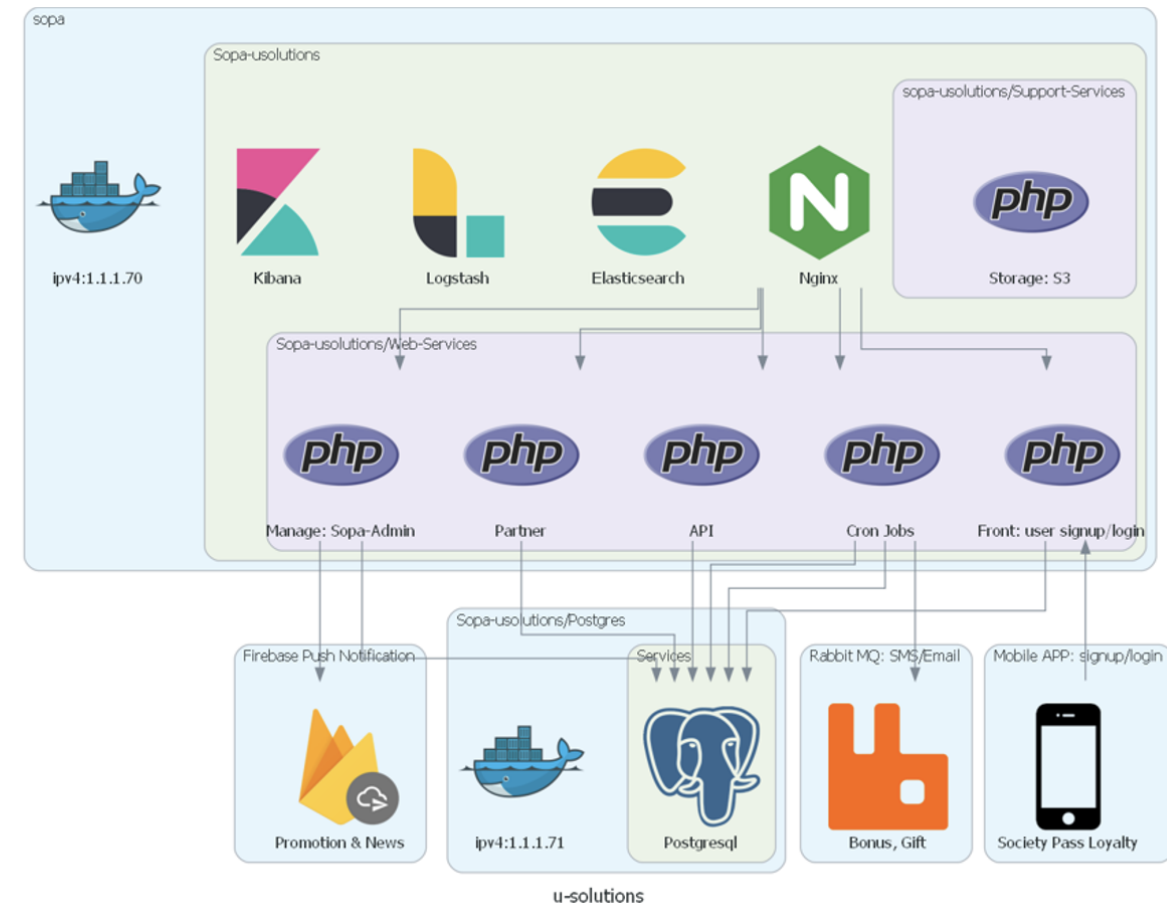 sopa
Sopa-usolutions
sopa-usolutions/Support-Services
php
ipv4:1.1.1.70
Kibana
Logstash
Elasticsearch
N
Nginx
Storage: S3
Sopa-usolutions/Web-Services
php
php
php
php
php
Manage: Sopa-Admin
Partner
API
Cron Jobs
Front: user signup/login
Sopa-usolutions/Postgres
Firebase Push Notification
Services
Rabbit MQ: SMS/Email
Mobile APP: signup/login
Promotion & News
ipv4:1.1.1.71
Postgresql
Bonus, Gift
Society Pass Loyalty
u-solutions